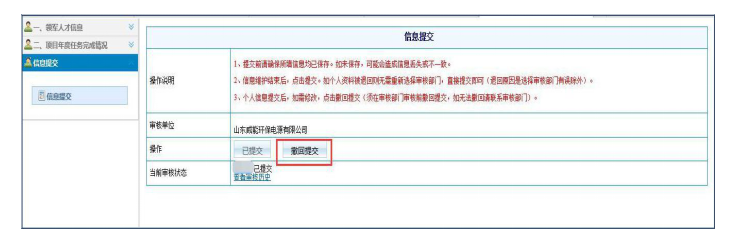 一、领军人才信息
二、项目年度任务完成情况
信息提交
信息提交
信息提交
操作说明
1、提交前请确保所填信息均已保存。如未保存，可能会造成信息丢失或不一致。
2、信息维护结束后，点击提交。如个人资料被退回则无需重新选择审核部门，直接提交即可（退回原因是选择审核部门有误除外）。
3、个人信息提交后，如需修改，点击撤回提交（须在审核部门审核前撤回提交，如无法撤回请联系审核部门）。
审核单位
山东威能环保电源有限公司
操作
已提交 撤回提交
当前审核状态
已提交
查看审核历史